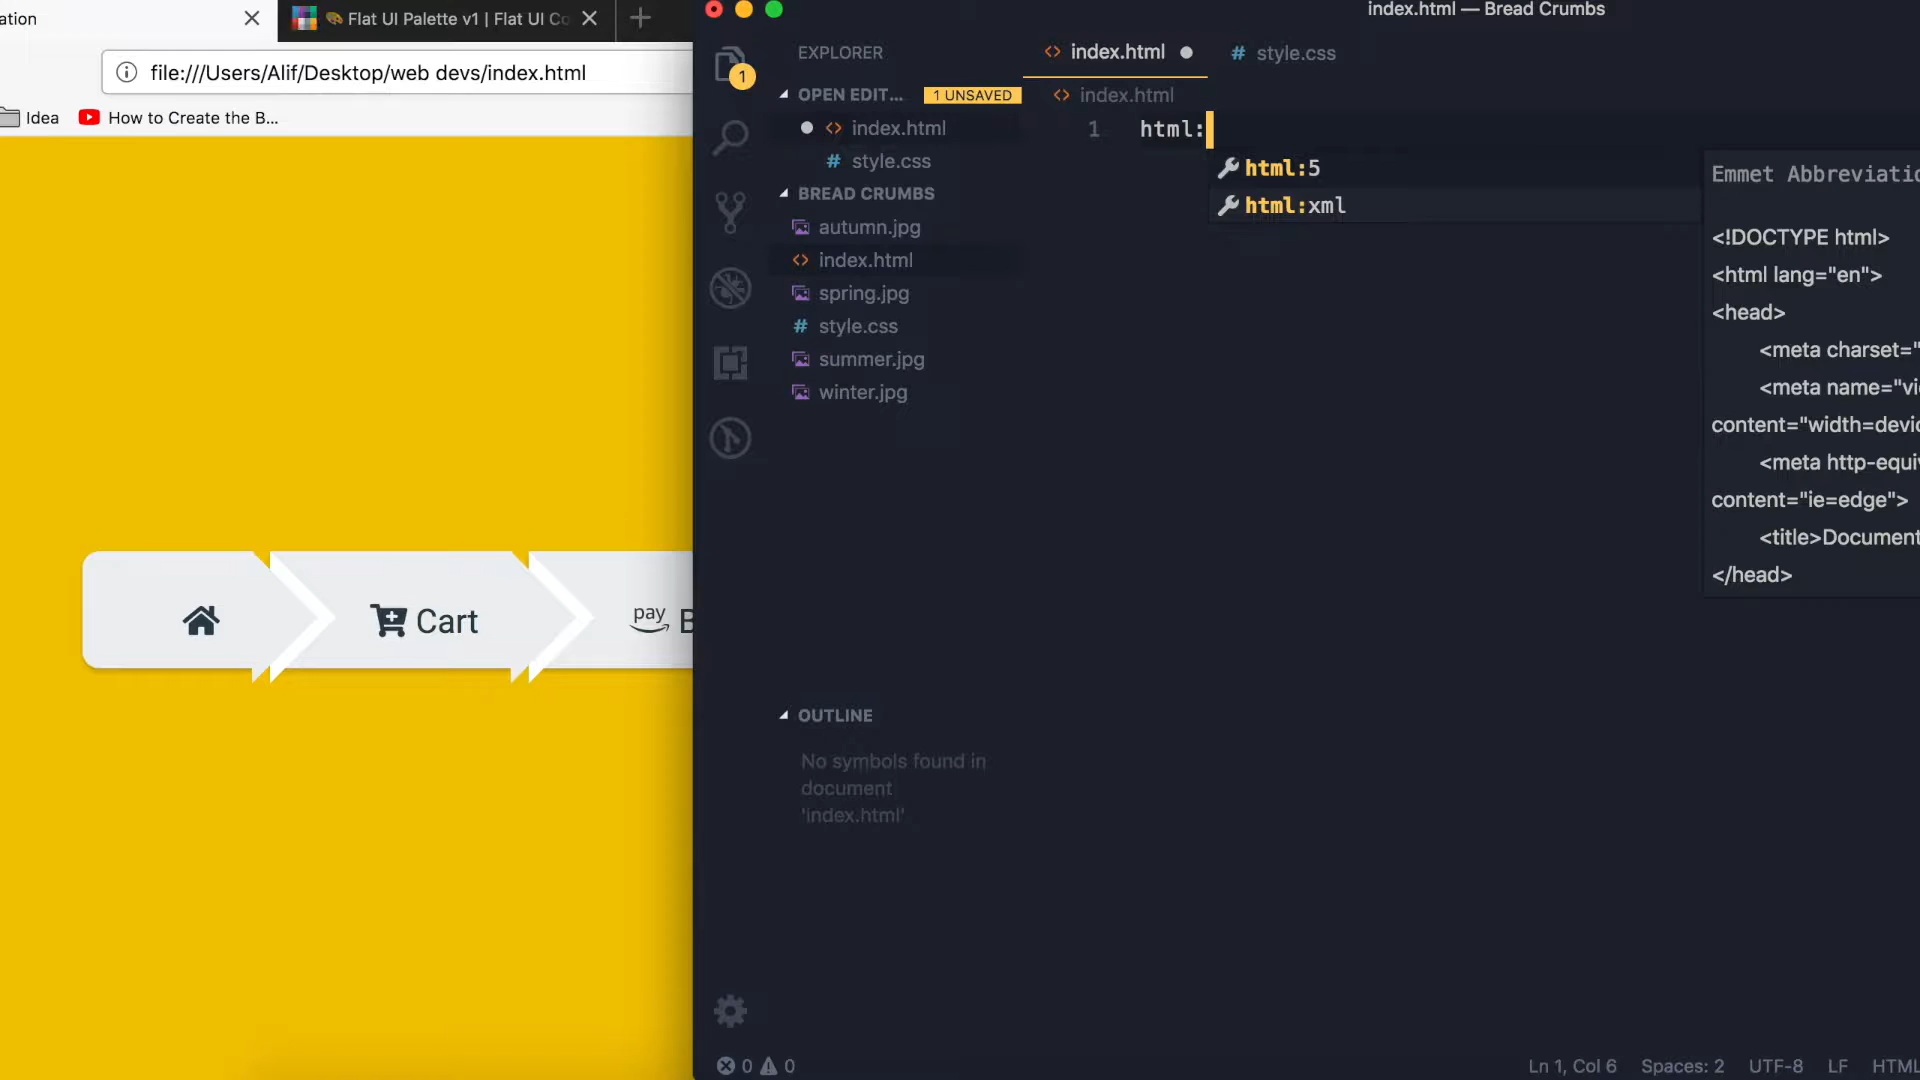 ation
Flat UI Palette v1 | Flat UI Co
file:///Users/Alif/Desktop/web devs/index.html
Idea
How to Create the B...
pay
Cart
B
index.html — Bread Crumbs
1
EXPLORER
OPEN EDIT... 1 UNSAVED
index.html
# style.css
BREAD CRUMBS
autumn.jpg
index.html
spring.jpg
# style.css
summer.jpg
winter.jpg
OUTLINE
No symbols found in
document
'index.html'
index.html
# style.css
index.html
1 html:
html:5
html:xml
Emmet Abbreviatio
<!DOCTYPE html>
<html lang="en">
<head>
<meta charset="
<meta name="vie
content="width=devic
<meta http-equiv
content="ie=edge">
<title>Document
</head>
0 0
Ln 1, Col 6 Spaces: 2 UTF-8 LF HTML